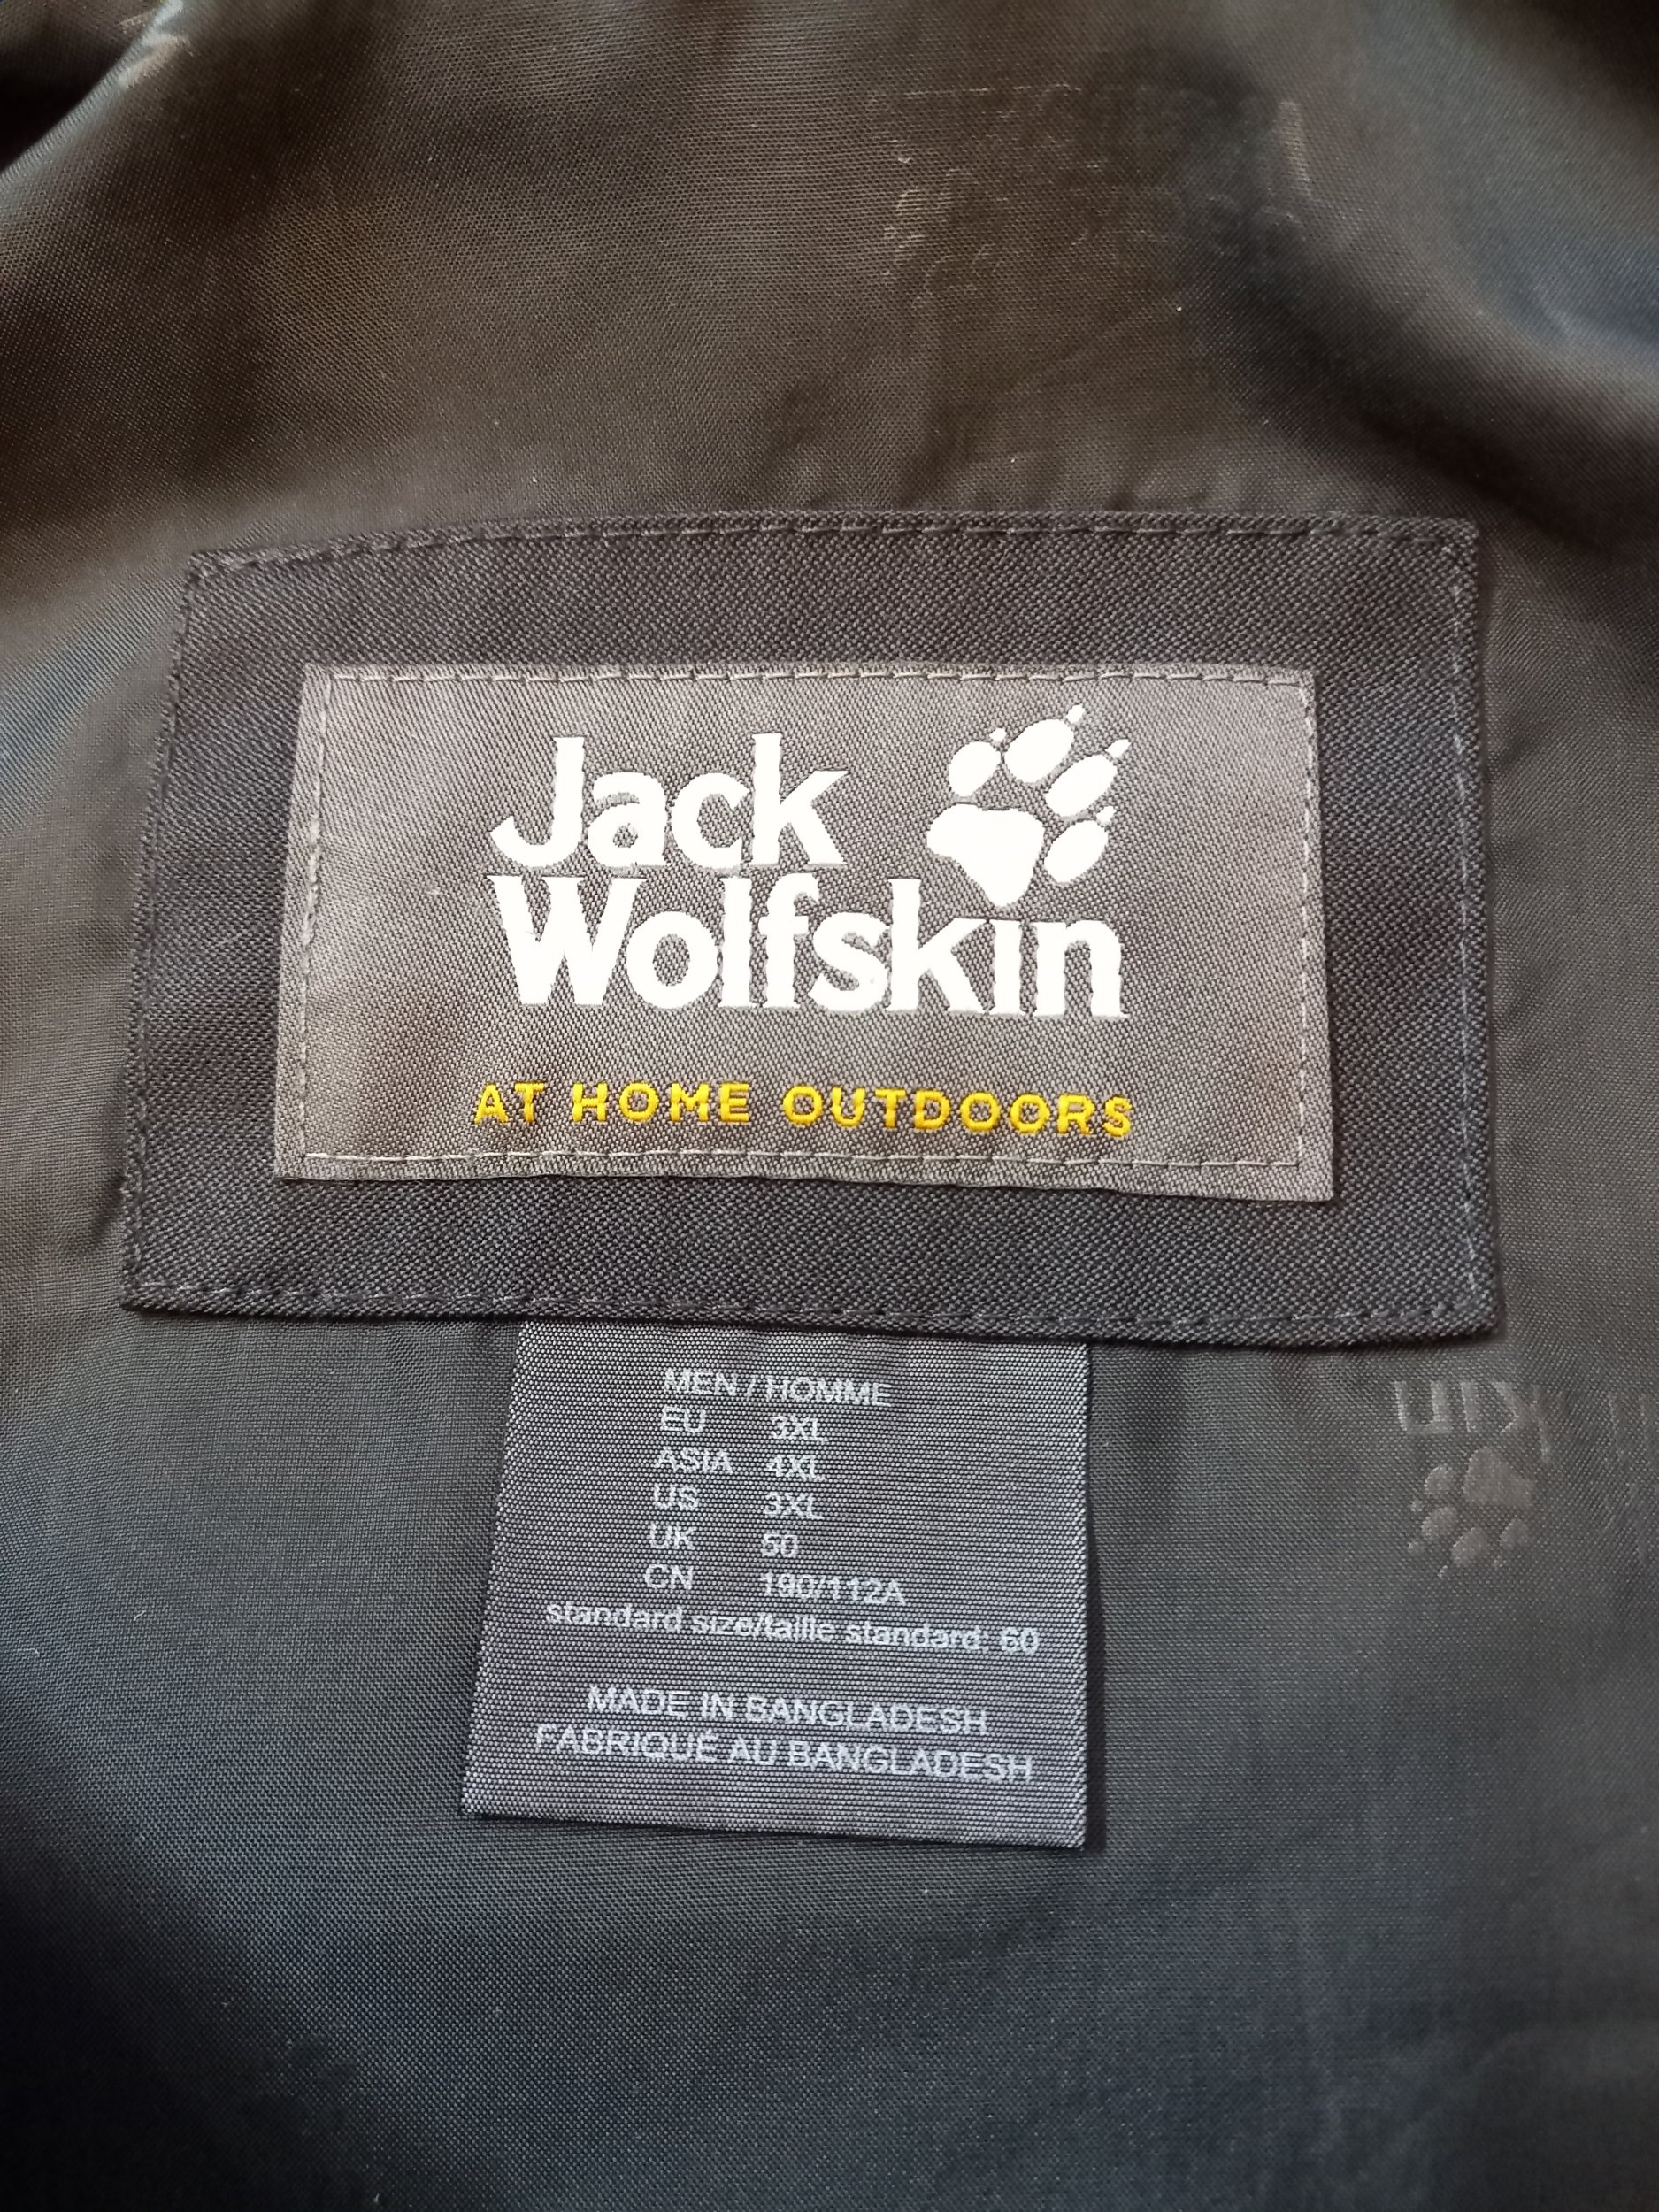 Jack
Wolfskin
AT HOME OUTDOORS
MEN / HOMME
EU 3XL
ASIA 4XL
US 3XL
UK 50
CN 190/112A
standard size/taille standard: 60
MADE IN BANGLADESH
FABRIQUÉ AU BANGLADESH